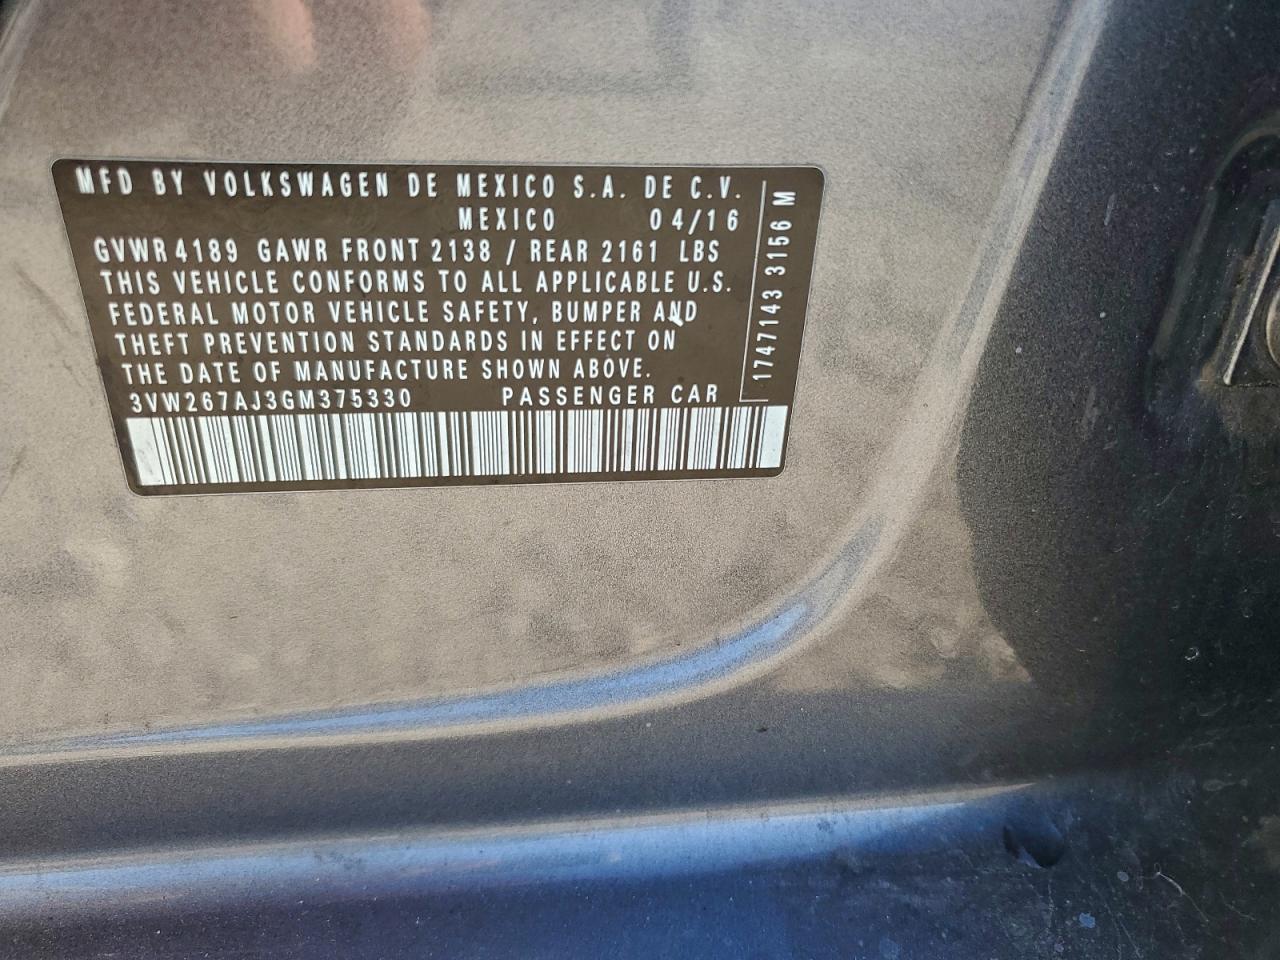 MFD BY VOLKSWAGEN DE MEXICO S.A. DE C.V.
MEXICO 04/16
GVWR 4189 GAWR FRONT 2138 / REAR 2161 LBS
THIS VEHICLE CONFORMS TO ALL APPLICABLE U.S.
FEDERAL MOTOR VEHICLE SAFETY, BUMPER AND
THEFT PREVENTION STANDARDS IN EFFECT ON
THE DATE OF MANUFACTURE SHOWN ABOVE.
3VW267AJ3GM375330 PASSENGER CAR
1747143 3156 M